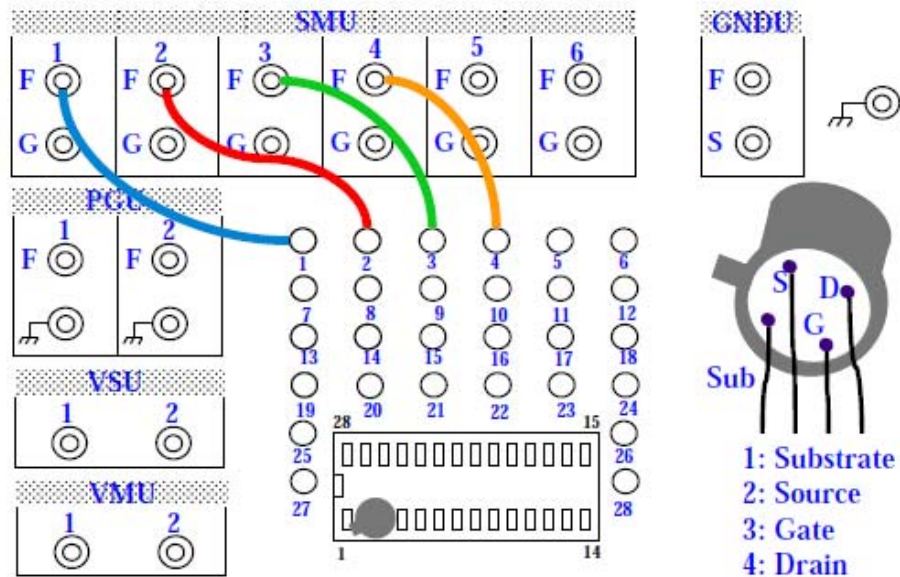 SMU
GNDU
1 2 3 4 5 6
F F F F F F F
G G G G G G S
PGU
1 2
F F
1 2 3 4 5 6
7 8 9 10 11 12
13 14 15 16 17 18
19 20 21 22 23 24
25 26
27 28
28 15
1 14
VSU
1 2
VMU
1 2
S D
G
Sub
1: Substrate
2: Source
3: Gate
4: Drain